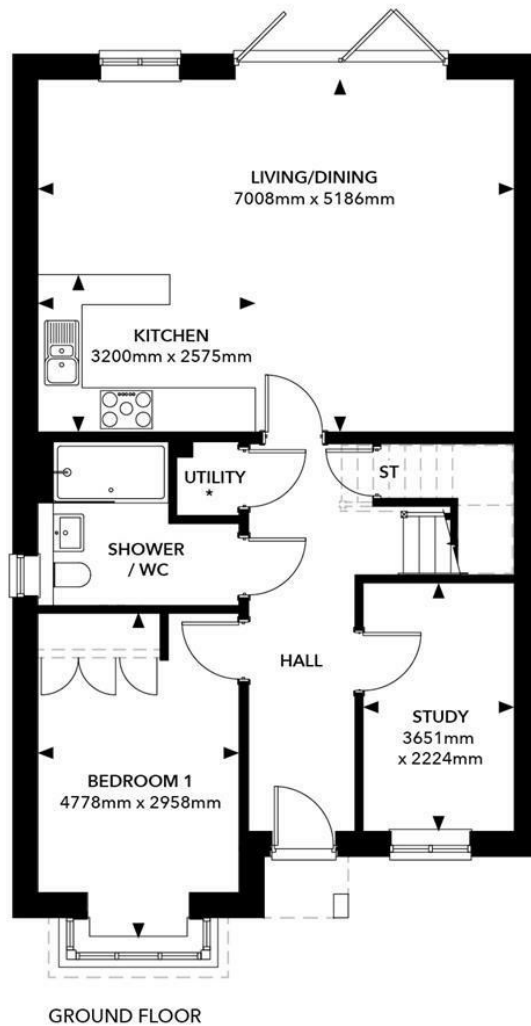 LIVING/DINING
7008mm x 5186mm
KITCHEN
3200mm x 2575mm
UTILITY
*
ST
SHOWER
/ WC
HALL
STUDY
3651mm
x 2224mm
BEDROOM 1
4778mm x 2958mm
GROUND FLOOR